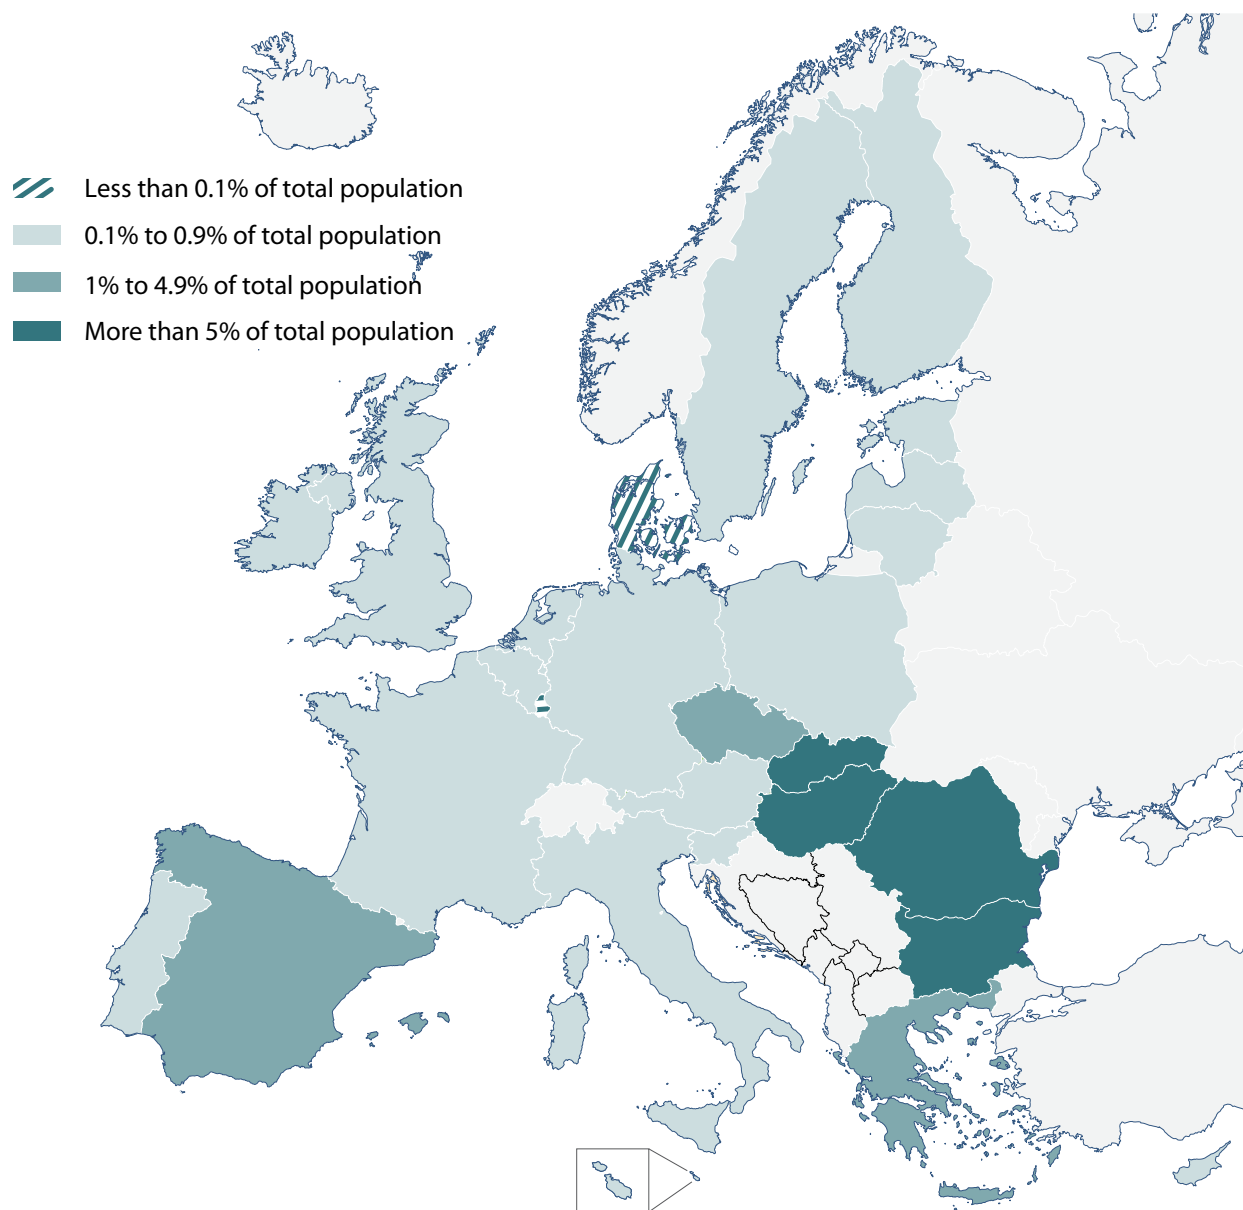 Less than 0.1% of total population
0.1% to 0.9% of total population
1% to 4.9% of total population
More than 5% of total population